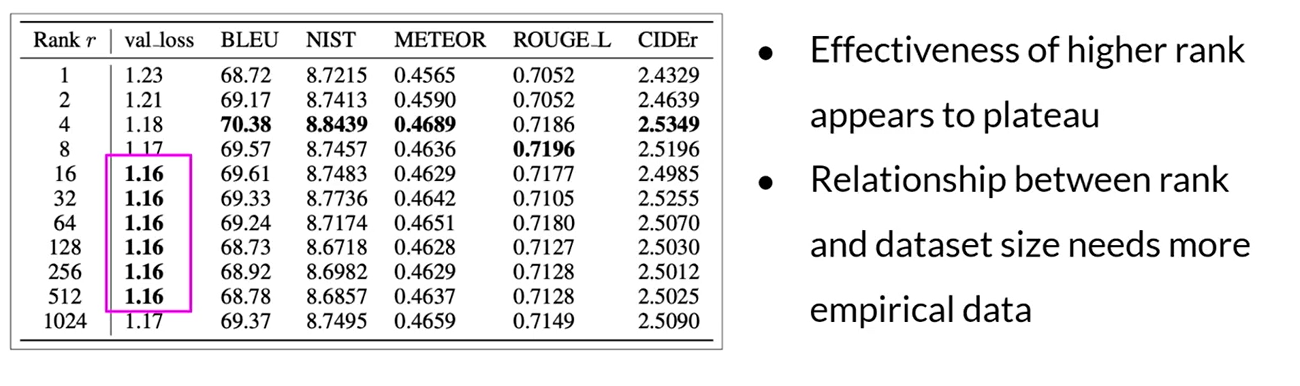 Rank r val_loss BLEU NIST METEOR ROUGE_L CIDEr
1 1.23 68.72 8.7215 0.4565 0.7052 2.4329
2 1.21 69.17 8.7413 0.4590 0.7052 2.4639
4 1.18 70.38 8.8439 0.4689 0.7186 2.5349
8 1.17 69.57 8.7457 0.4636 0.7196 2.5196
16 1.16 69.61 8.7483 0.4629 0.7177 2.4985
32 1.16 69.33 8.7736 0.4642 0.7105 2.5255
64 1.16 69.24 8.7174 0.4651 0.7180 2.5070
128 1.16 68.73 8.6718 0.4628 0.7127 2.5030
256 1.16 68.92 8.6982 0.4629 0.7128 2.5012
512 1.16 68.78 8.6857 0.4637 0.7128 2.5025
1024 1.17 69.37 8.7495 0.4659 0.7149 2.5090
• Effectiveness of higher rank
appears to plateau
• Relationship between rank
and dataset size needs more
empirical data